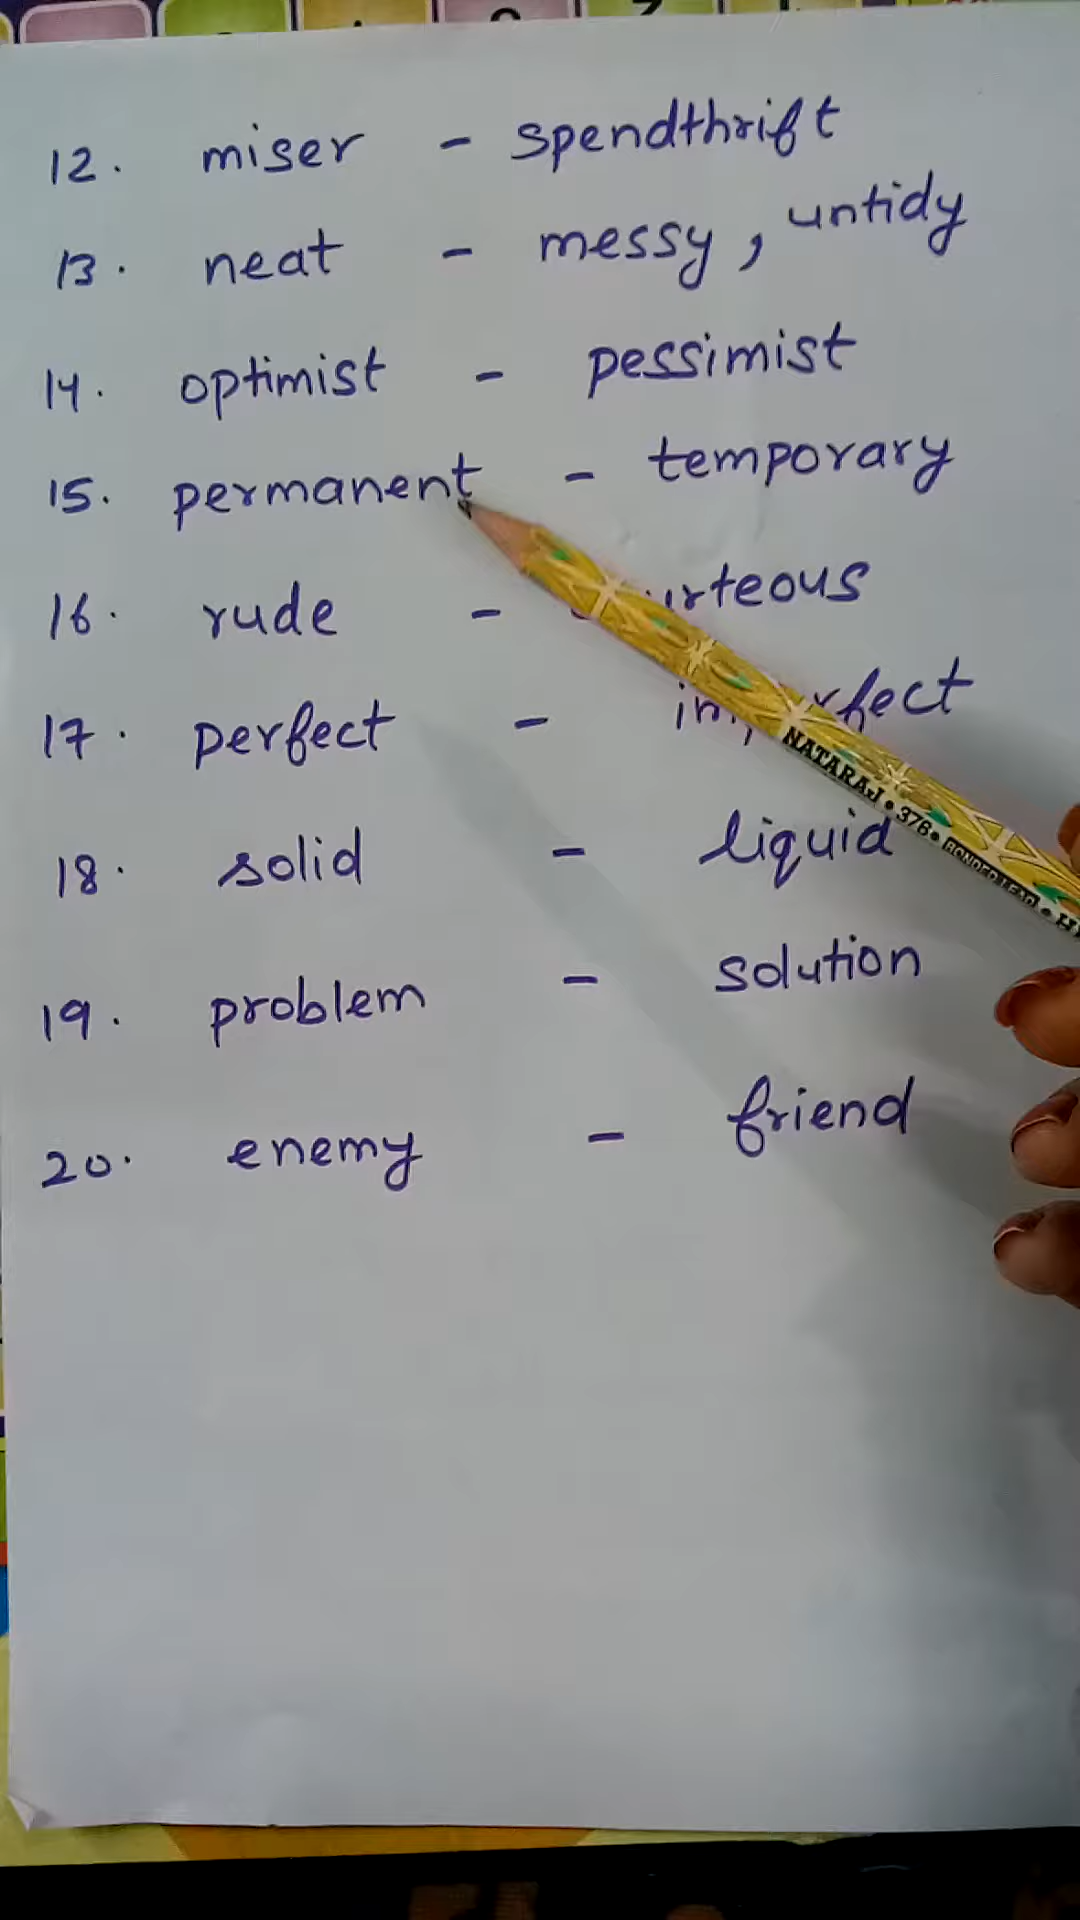 12. miser - spendthrift
13. neat - messy, untidy
14. optimist - pessimist
15. permanent - temporary
16. rude -
17. perfect -
18. solid - liquid
19. problem - solution
20. enemy - friend
NATARAJ • 376 • BONDED LEAD •